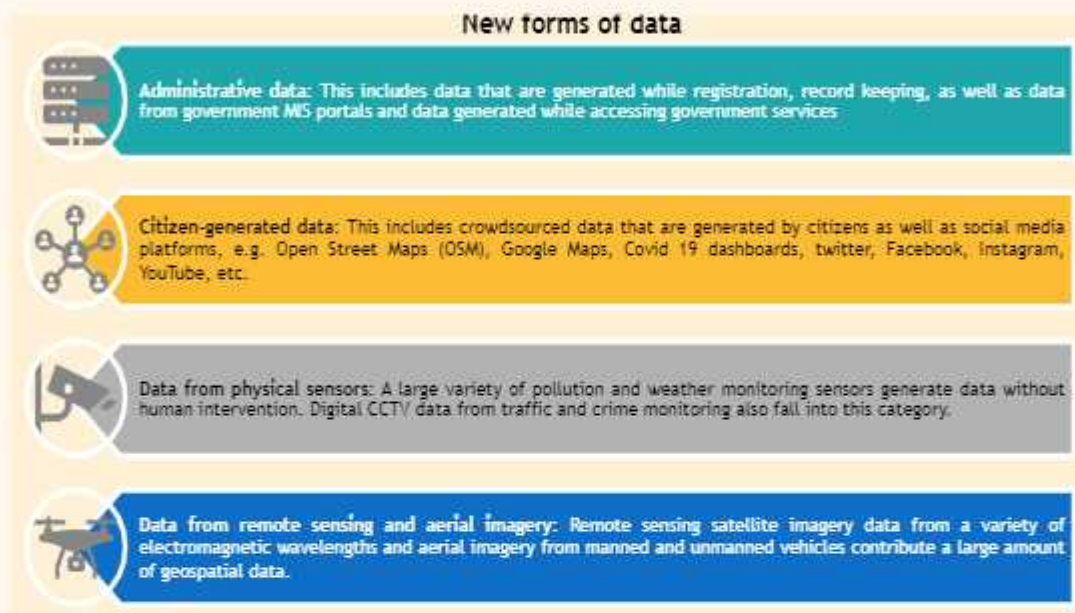 New forms of data
Administrative data: This includes data that are generated while registration, record keeping, as well as data
from government MIS portals and data generated while accessing government services
Citizen-generated data: This includes crowdsourced data that are generated by citizens as well as social media
platforms, e.g. Open Street Maps (OSM), Google Maps, Covid 19 dashboards, twitter, Facebook, Instagram,
YouTube, etc.
Data from physical sensors: A large variety of pollution and weather monitoring sensors generate data without
human intervention. Digital CCTV data from traffic and crime monitoring also fall into this category.
Data from remote sensing and aerial imagery: Remote sensing satellite imagery data from a variety of
electromagnetic wavelengths and aerial imagery from manned and unmanned vehicles contribute a large amount
of geospatial data.